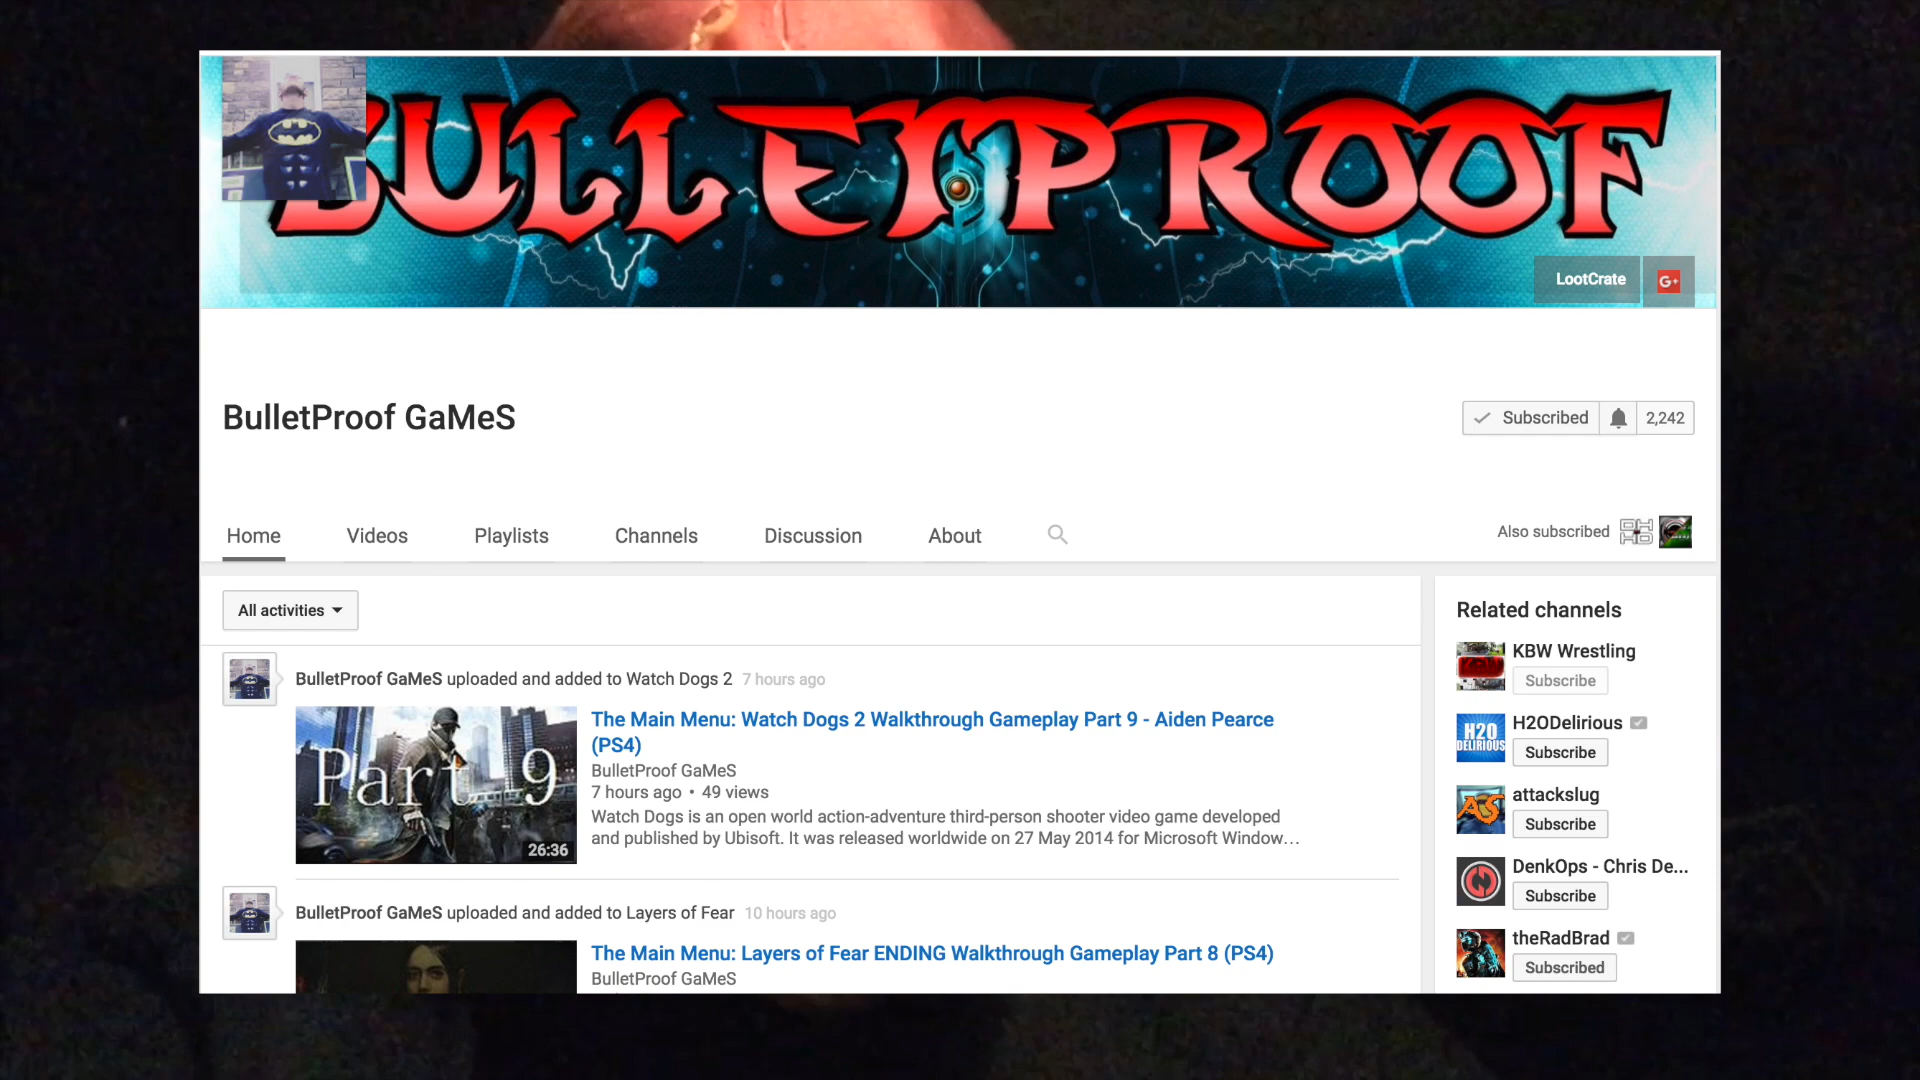 BULLETPROOF
LootCrate
G+
BulletProof GaMeS
Subscribed
2,242
Home
Videos
Playlists
Channels
Discussion
About
Also subscribed
All activities
Related channels
BulletProof GaMeS uploaded and added to Watch Dogs 2 7 hours ago
Part 9
26:36
The Main Menu: Watch Dogs 2 Walkthrough Gameplay Part 9 - Aiden Pearce
(PS4)
BulletProof GaMeS
7 hours ago • 49 views
Watch Dogs is an open world action-adventure third-person shooter video game developed
and published by Ubisoft. It was released worldwide on 27 May 2014 for Microsoft Window...
BulletProof GaMeS uploaded and added to Layers of Fear 10 hours ago
The Main Menu: Layers of Fear ENDING Walkthrough Gameplay Part 8 (PS4)
BulletProof GaMeS
KBW Wrestling
Subscribe
H2O
DELIRIOUS
H2ODelirious
Subscribe
AS
attackslug
Subscribe
DenkOps - Chris De...
Subscribe
theRadBrad
Subscribed